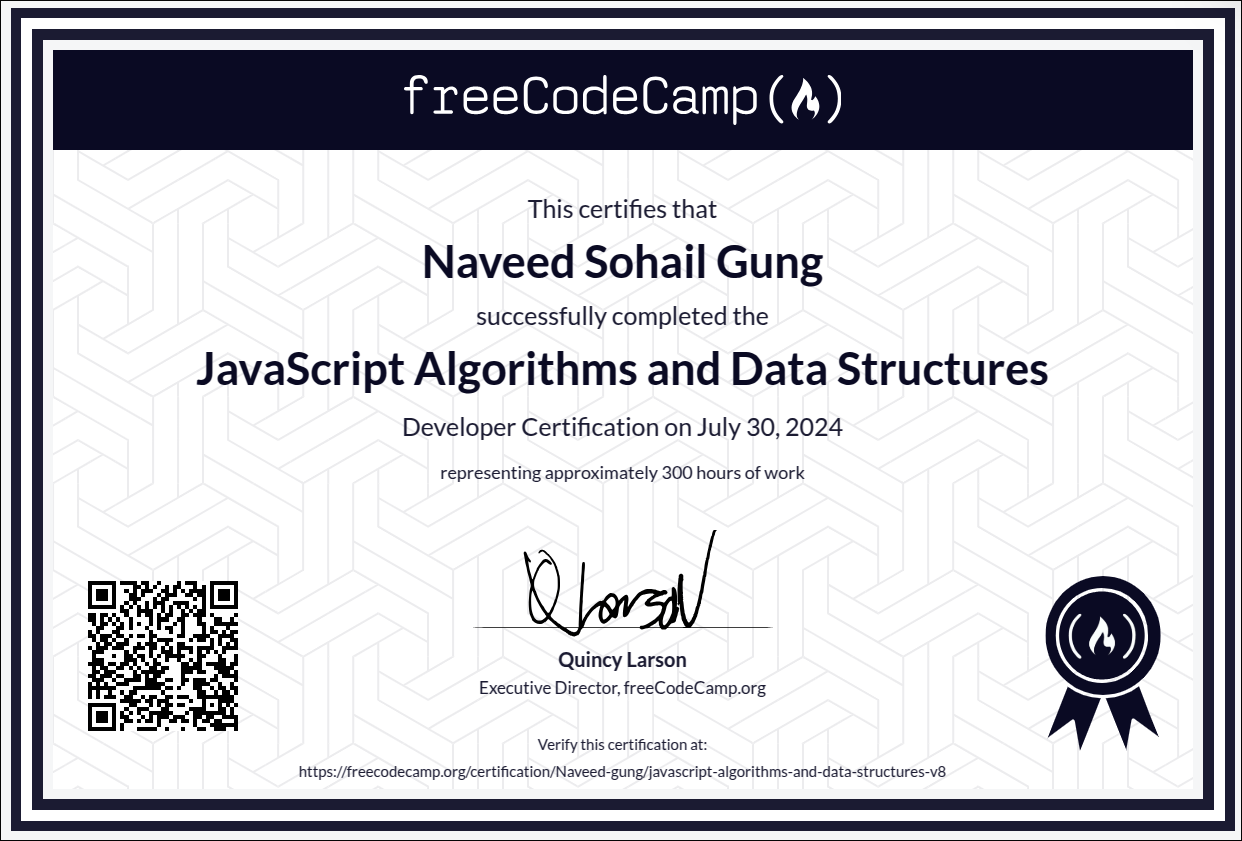 freeCodeCamp
This certifies that
Naveed Sohail Gung
successfully completed the
JavaScript Algorithms and Data Structures
Developer Certification on July 30, 2024
representing approximately 300 hours of work
Q Larson
Quincy Larson
Executive Director, freeCodeCamp.org
Verify this certification at:
https://freecodecamp.org/certification/Naveed-gung/javascript-algorithms-and-data-structures-v8